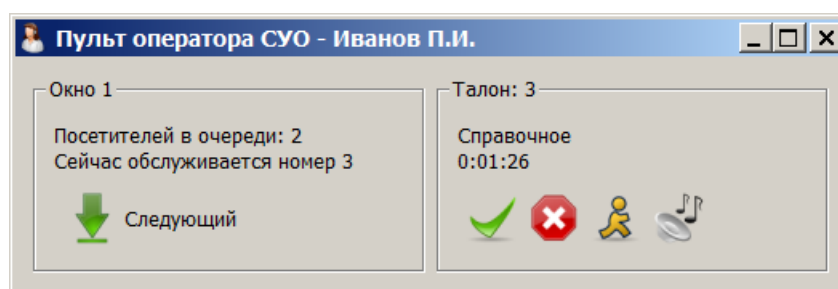 Пульт оператора СУО - Иванов П.И.
Окно 1
Посетителей в очереди: 2
Сейчас обслуживается номер 3
Следующий
Талон: 3
Справочное
0:01:26